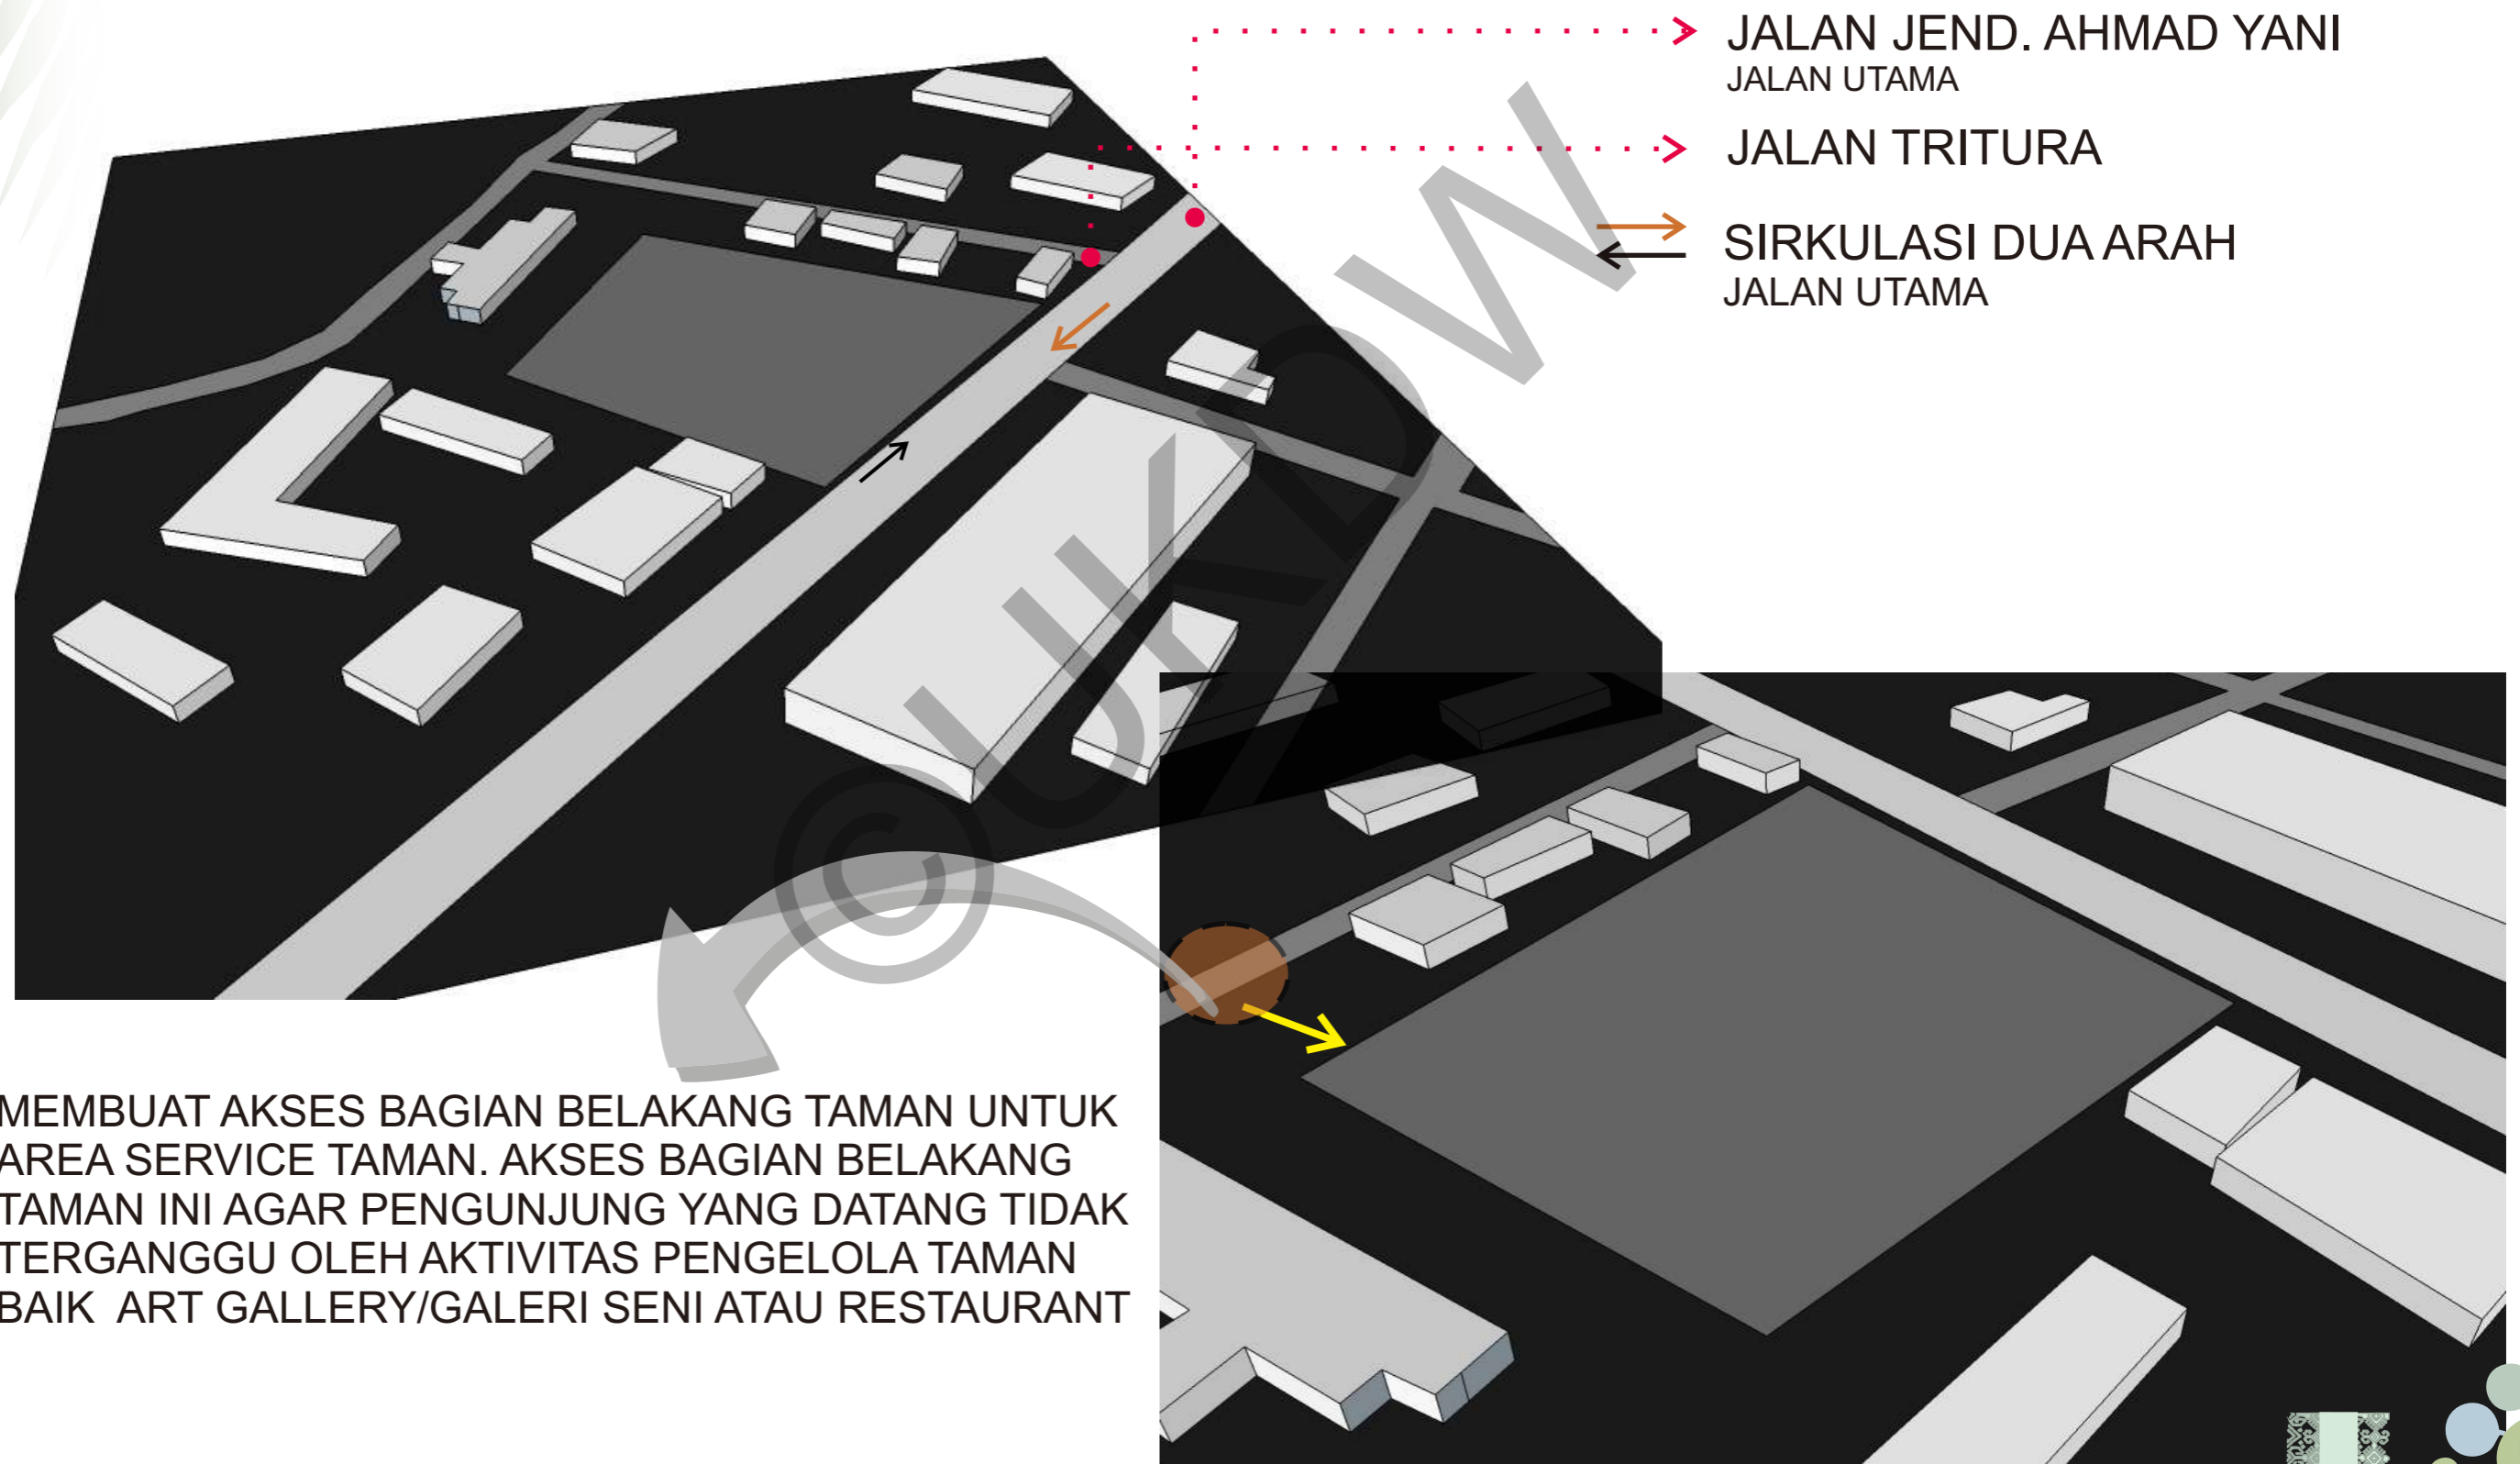 JALAN JEND. AHMAD YANI
JALAN UTAMA
JALAN TRITURA
SIRKULASI DUA ARAH
JALAN UTAMA
©UKDW
MEMBUAT AKSES BAGIAN BELAKANG TAMAN UNTUK
AREA SERVICE TAMAN. AKSES BAGIAN BELAKANG
TAMAN INI AGAR PENGUNJUNG YANG DATANG TIDAK
TERGANGGU OLEH AKTIVITAS PENGELOLA TAMAN
BAIK ART GALLERY/GALERI SENI ATAU RESTAURANT